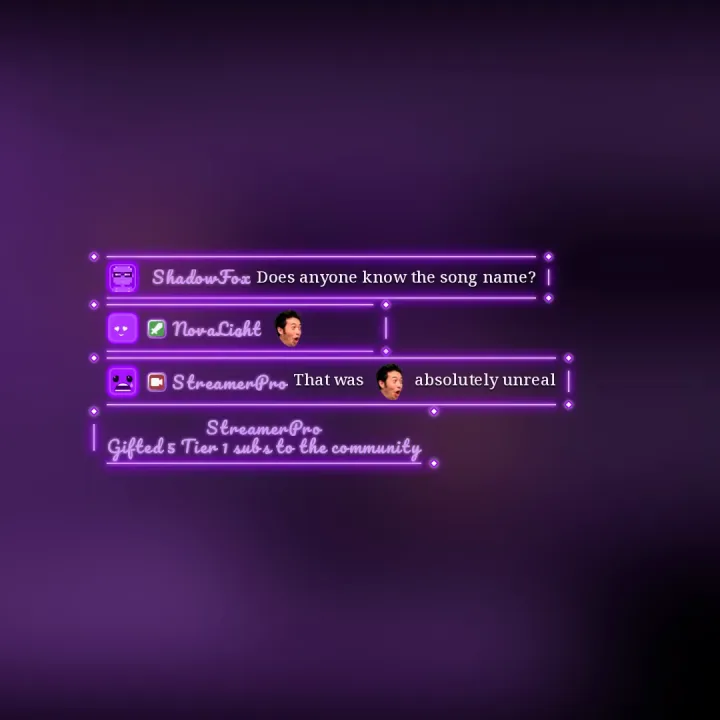 ShadowFox Does anyone know the song name?
NovaLight
StreamerPro That was absolutely unreal
StreamerPro
Gifted 5 Tier 1 subs to the community